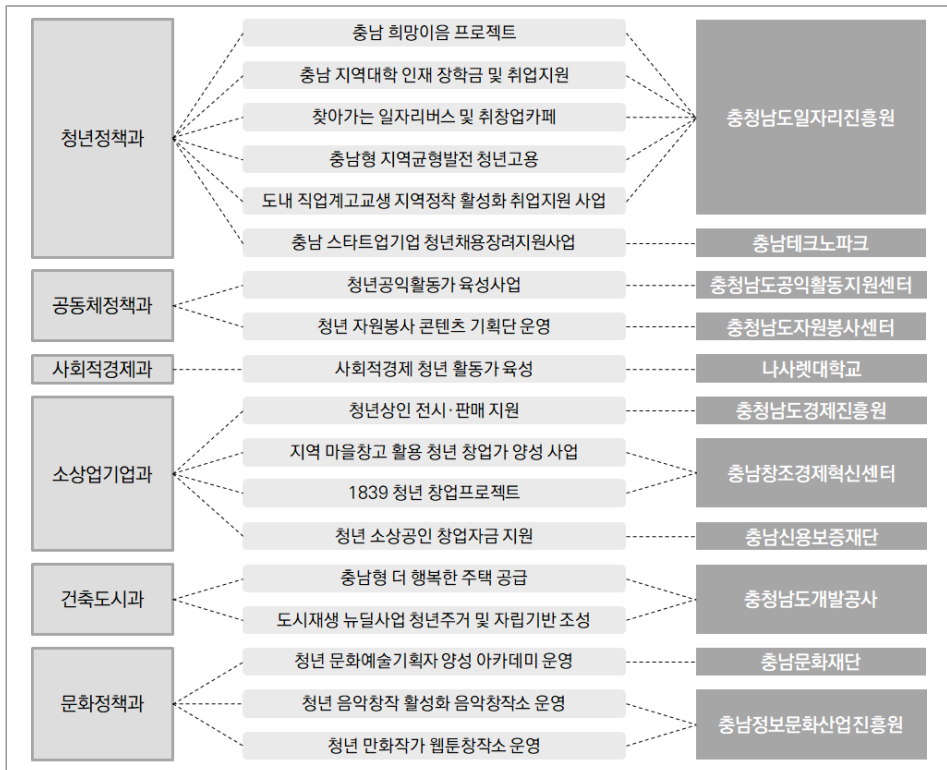 청년정책과
충남 희망이음 프로젝트
충남 지역대학 인재 장학금 및 취업지원
찾아가는 일자리버스 및 취창업카페
충남형 지역균형발전 청년고용
도내 직업계고교생 지역정착 활성화 취업지원 사업
충남 스타트업기업 청년채용장려지원사업
충청남도일자리진흥원
충남테크노파크
공동체정책과
청년공익활동가 육성사업
청년 자원봉사 콘텐츠 기획단 운영
충청남도공익활동지원센터
충청남도자원봉사센터
사회적경제과
사회적경제 청년 활동가 육성
나사렛대학교
소상업기업과
청년상인 전시·판매 지원
지역 마을창고 활용 청년 창업가 양성 사업
1839 청년 창업프로젝트
청년 소상공인 창업자금 지원
충청남도경제진흥원
충남창조경제혁신센터
충남신용보증재단
건축도시과
충남형 더 행복한 주택 공급
도시재생 뉴딜사업 청년주거 및 자립기반 조성
충청남도개발공사
문화정책과
청년 문화예술기획자 양성 아카데미 운영
청년 음악창작 활성화 음악창작소 운영
청년 만화작가 웹툰창작소 운영
충남문화재단
충남정보문화산업진흥원